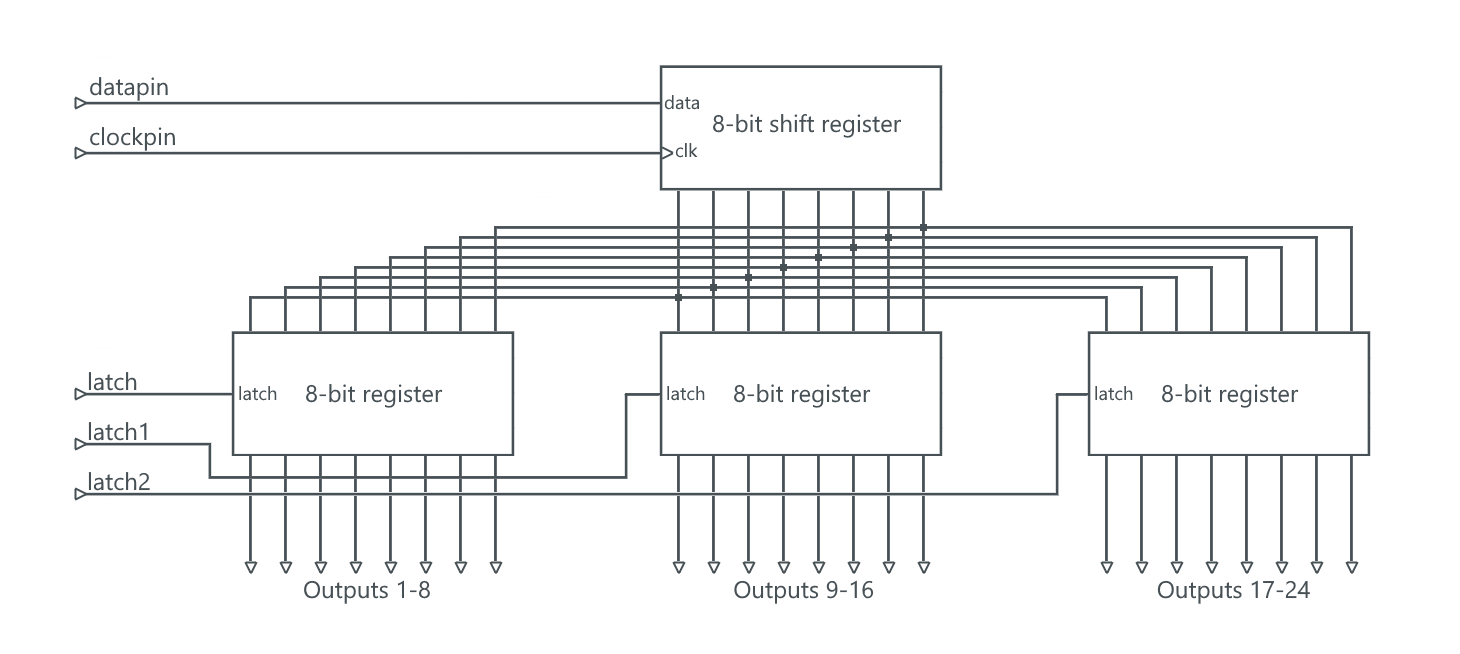 datapin
data
8-bit shift register
clockpin
clk
latch
latch
8-bit register
latch
8-bit register
latch
8-bit register
latch1
latch2
Outputs 1-8
Outputs 9-16
Outputs 17-24